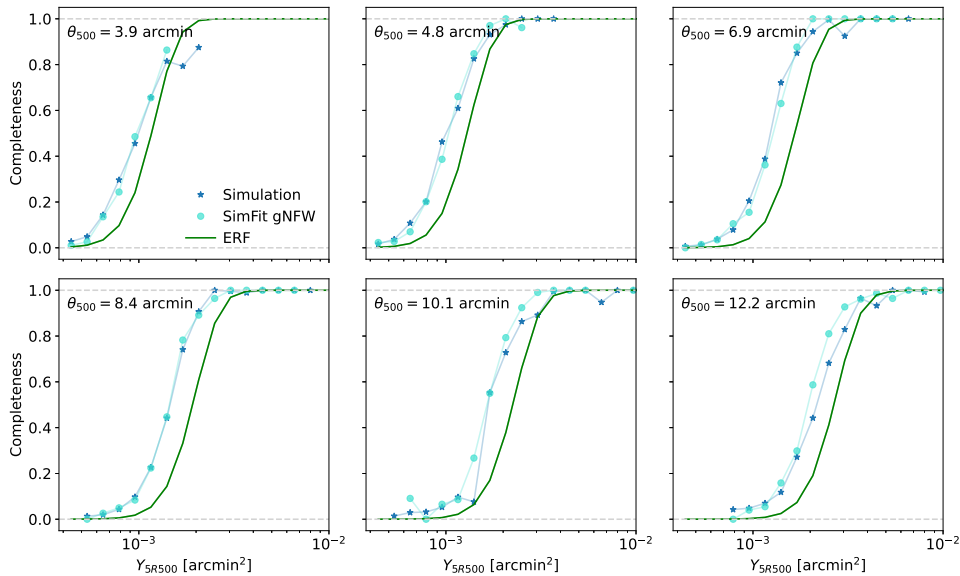 θ500 = 3.9 arcmin
θ500 = 4.8 arcmin
θ500 = 6.9 arcmin
Completeness
1.0
0.8
0.6
0.4
0.2
0.0
Simulation
SimFit gNFW
ERF
θ500 = 8.4 arcmin
θ500 = 10.1 arcmin
θ500 = 12.2 arcmin
Completeness
1.0
0.8
0.6
0.4
0.2
0.0
10⁻³
10⁻²
10⁻³
10⁻²
10⁻³
10⁻²
Y5R500 [arcmin²]
Y5R500 [arcmin²]
Y5R500 [arcmin²]